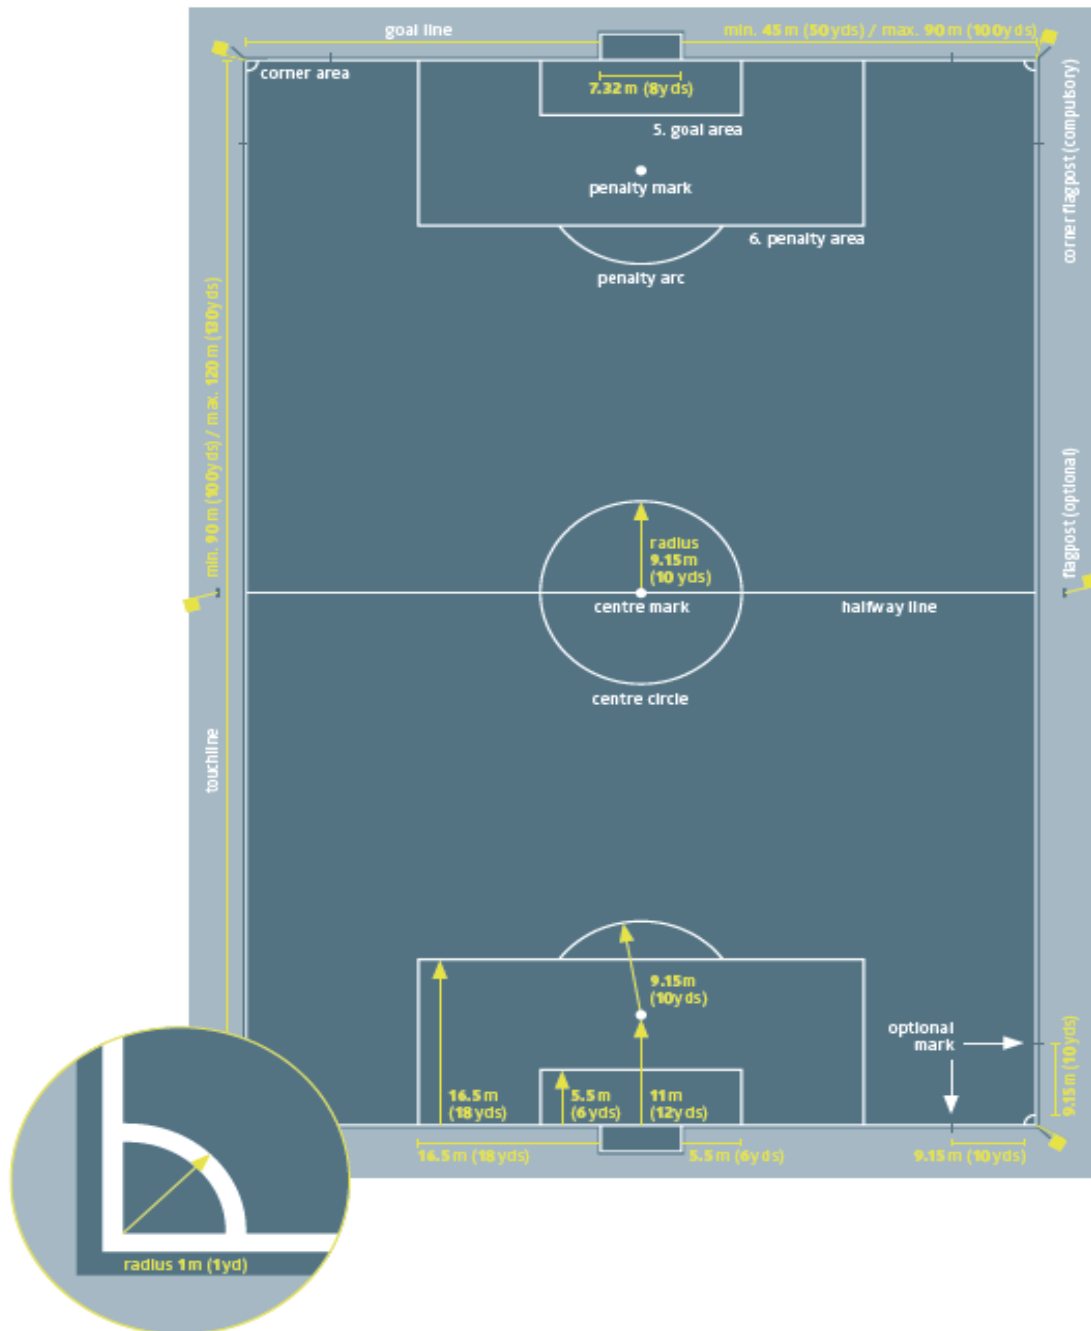 goal line
min. 45 m (50 yds) / max. 90 m (100 yds)
corner area
7.32 m (8 yds)
5. goal area
corner flagpost (compulsory)
penalty mark
6. penalty area
penalty arc
min. 90 m (100 yds) / max. 120 m (130 yds)
flagpost (optional)
radius
9.15 m
(10 yds)
centre mark
halfway line
centre circle
touchline
9.15 m
(10 yds)
optional
mark
9.15 m (10 yds)
16.5 m
(18 yds)
5.5 m
(6 yds)
11 m
(12 yds)
16.5 m (18 yds)
5.5 m (6 yds)
9.15 m (10 yds)
radius 1 m (1 yd)